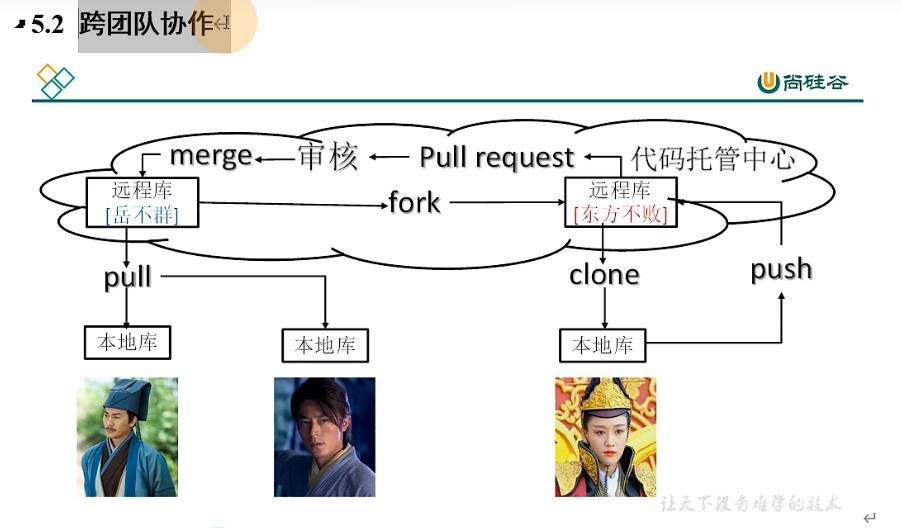 5.2 跨团队协作
尚硅谷
merge 审核 Pull request 代码托管中心
远程库
[岳不群]
fork
远程库
[东方不败]
pull
clone
push
本地库
本地库
本地库
让天下没有难学的技术